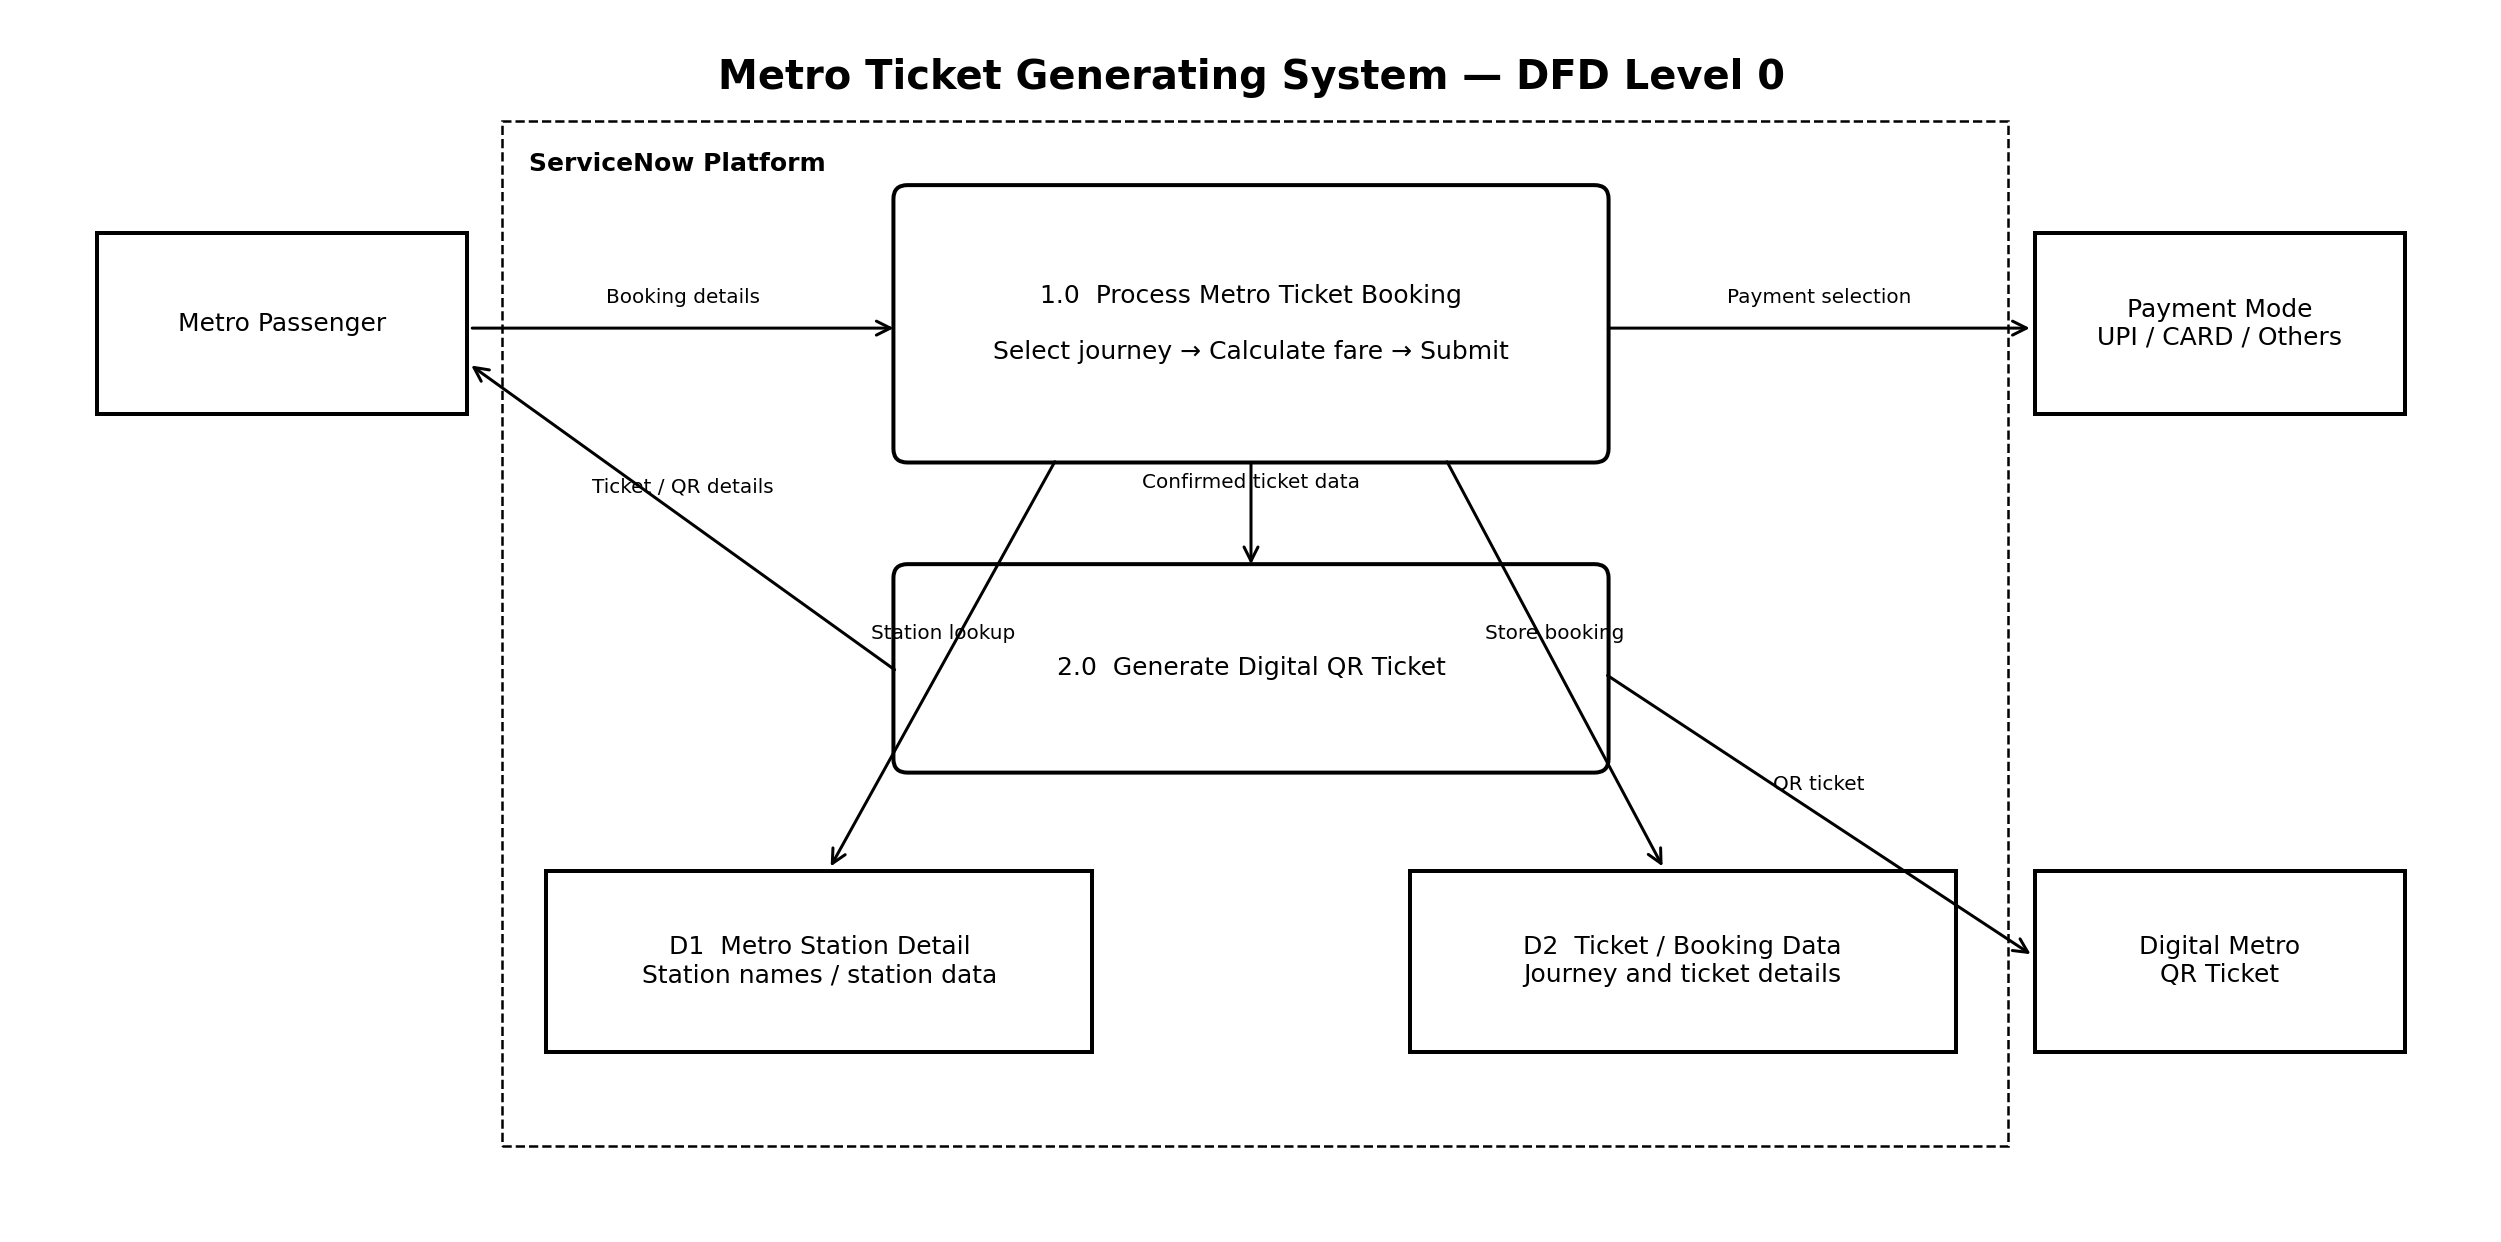 Metro Ticket Generating System — DFD Level 0
ServiceNow Platform
Metro Passenger
Booking details
1.0  Process Metro Ticket Booking
Select journey → Calculate fare → Submit
Payment selection
Payment Mode
UPI / CARD / Others
Ticket / QR details
Confirmed ticket data
Station lookup
Store booking
2.0  Generate Digital QR Ticket
QR ticket
D1  Metro Station Detail
Station names / station data
D2  Ticket / Booking Data
Journey and ticket details
Digital Metro
QR Ticket